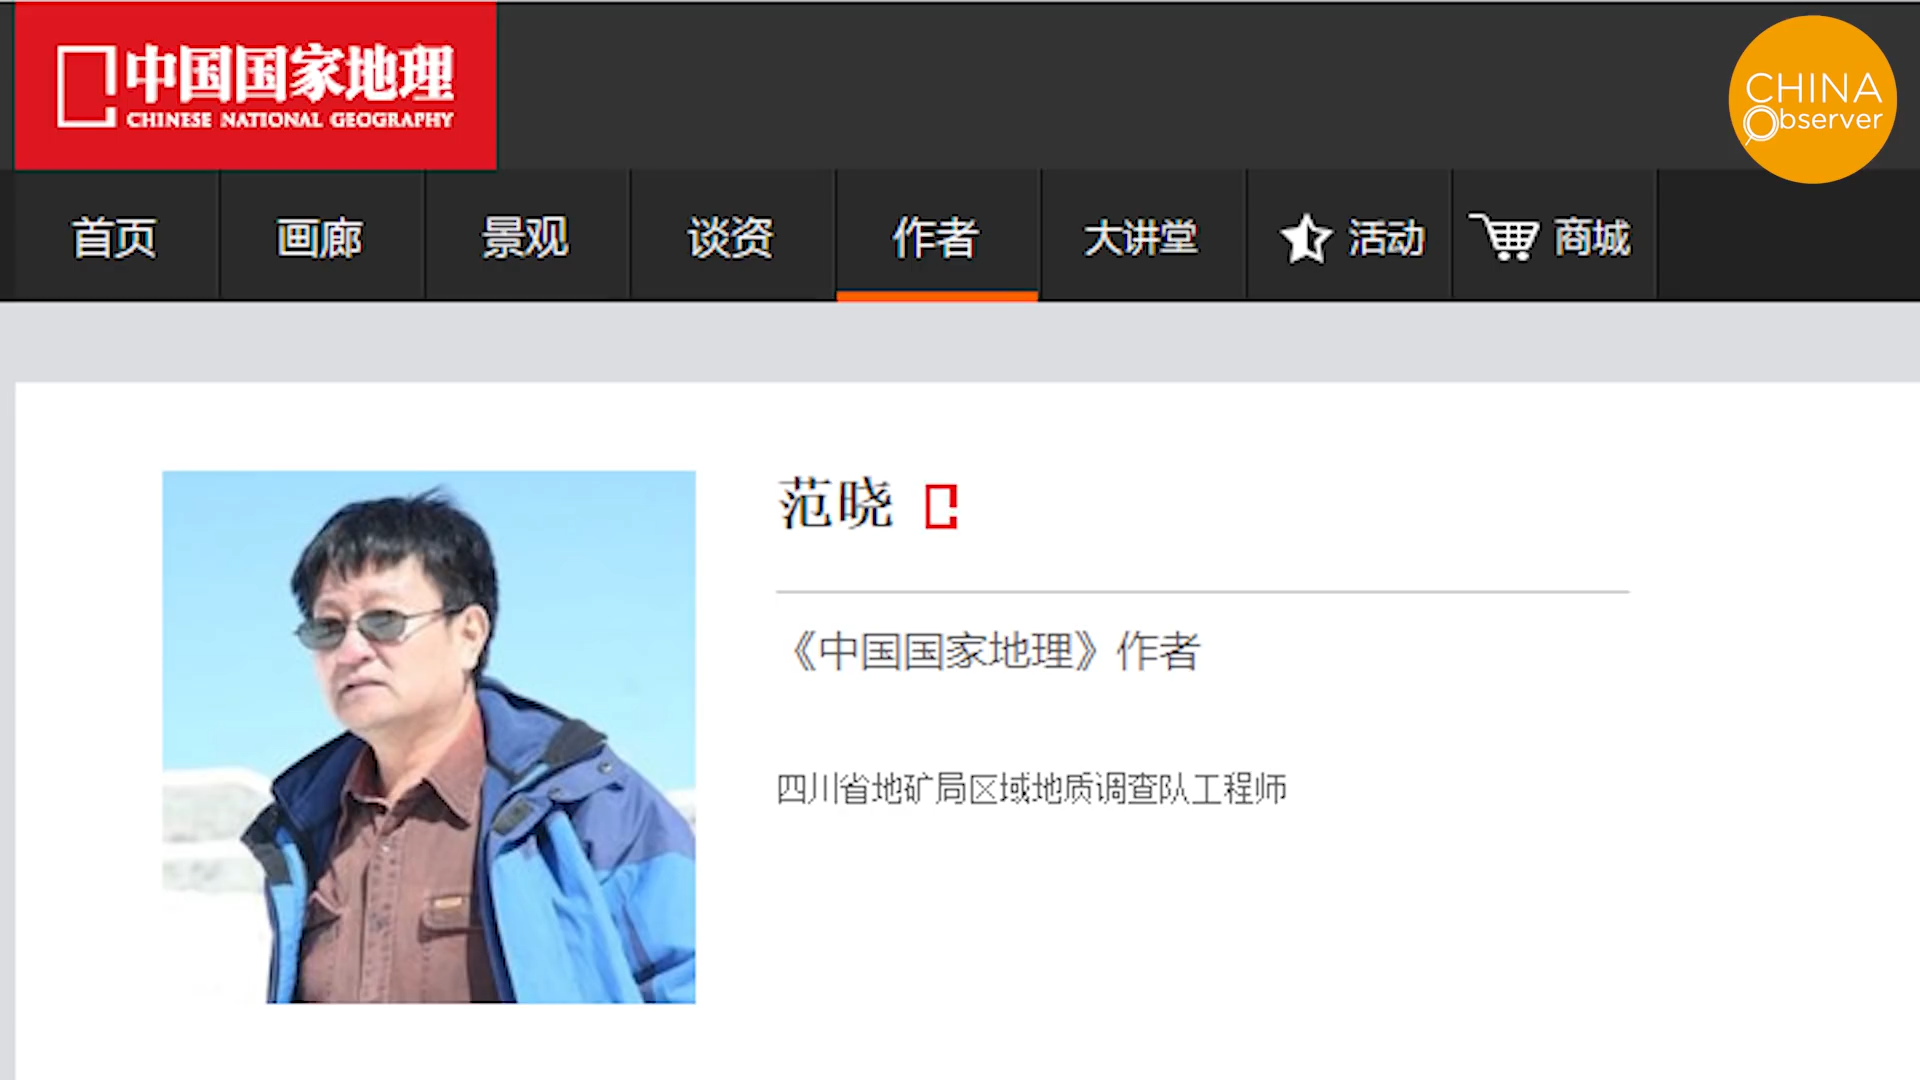 中国国家地理
CHINESE NATIONAL GEOGRAPHY
CHINA
Observer
首页 画廊 景观 谈资 作者 大讲堂 活动 商城
范晓
《中国国家地理》作者
四川省地矿局区域地质调查队工程师